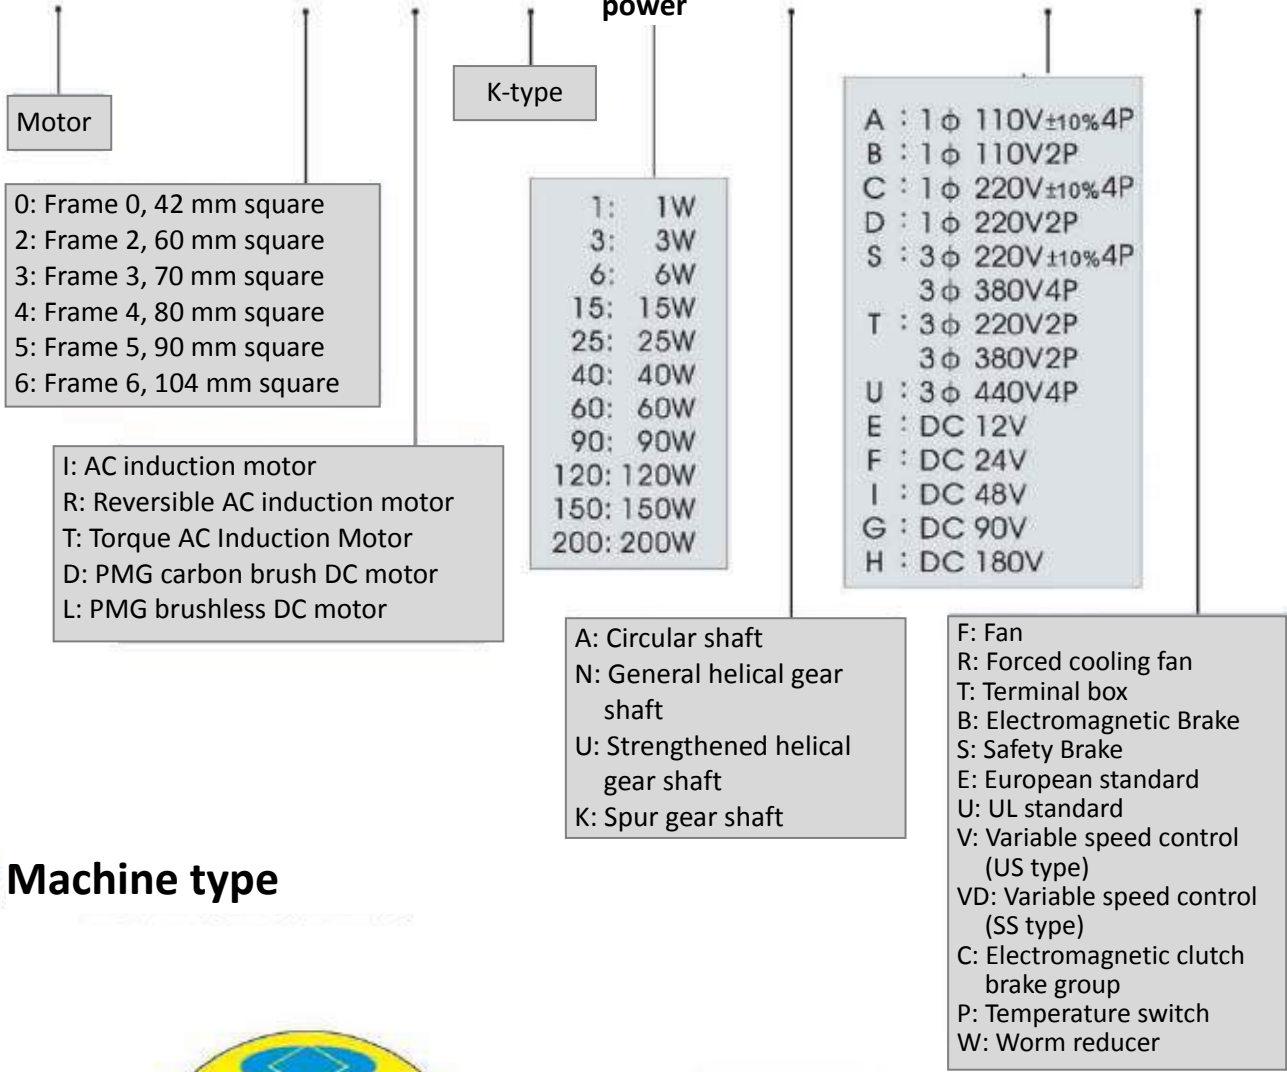 power
Motor
K-type
0: Frame 0, 42 mm square
2: Frame 2, 60 mm square
3: Frame 3, 70 mm square
4: Frame 4, 80 mm square
5: Frame 5, 90 mm square
6: Frame 6, 104 mm square
I: AC induction motor
R: Reversible AC induction motor
T: Torque AC Induction Motor
D: PMG carbon brush DC motor
L: PMG brushless DC motor
1: 1W
3: 3W
6: 6W
15: 15W
25: 25W
40: 40W
60: 60W
90: 90W
120: 120W
150: 150W
200: 200W
A: Circular shaft
N: General helical gear
shaft
U: Strengthened helical
gear shaft
K: Spur gear shaft
A : 1ϕ 110V±10%4P
B : 1ϕ 110V2P
C : 1ϕ 220V±10%4P
D : 1ϕ 220V2P
S : 3ϕ 220V±10%4P
3ϕ 380V4P
T : 3ϕ 220V2P
3ϕ 380V2P
U : 3ϕ 440V4P
E : DC 12V
F : DC 24V
I : DC 48V
G : DC 90V
H : DC 180V
F: Fan
R: Forced cooling fan
T: Terminal box
B: Electromagnetic Brake
S: Safety Brake
E: European standard
U: UL standard
V: Variable speed control
(US type)
VD: Variable speed control
(SS type)
C: Electromagnetic clutch
brake group
P: Temperature switch
W: Worm reducer
Machine type